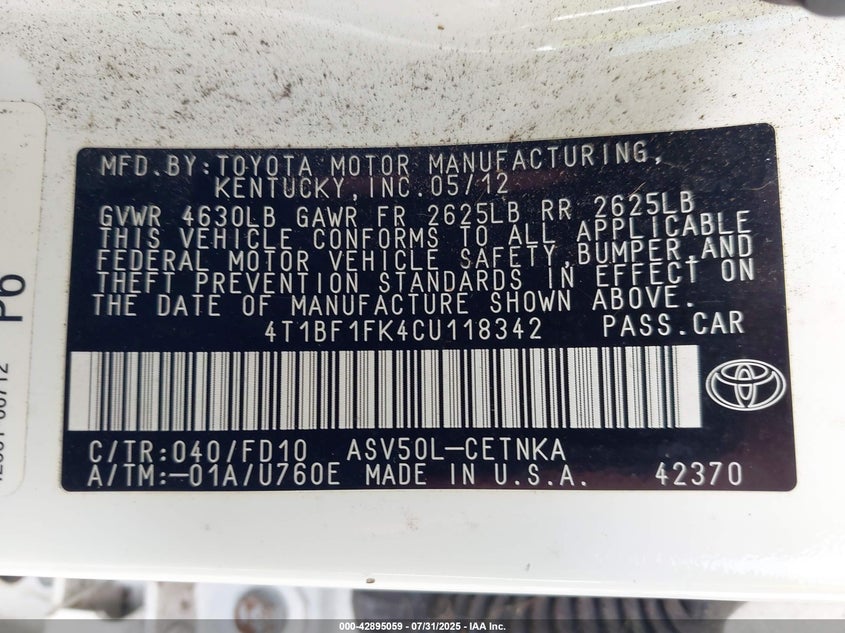 MFD.BY:TOYOTA MOTOR MANUFACTURING,
KENTUCKY,INC.05/12
GVWR 4630LB GAWR FR 2625LB RR 2625LB
THIS VEHICLE CONFORMS TO ALL APPLICABLE
FEDERAL MOTOR VEHICLE SAFETY,BUMPER,AND
THEFT PREVENTION STANDARDS IN EFFECT ON
THE DATE OF MANUFACTURE SHOWN ABOVE.
4T1BF1FK4CU118342 PASS.CAR
C/TR:040/FD10 ASV50L-CETNKA
A/TM:-01A/U760E MADE IN U.S.A. 42370
P6
000-42895059 - 07/31/2025 - IAA Inc.